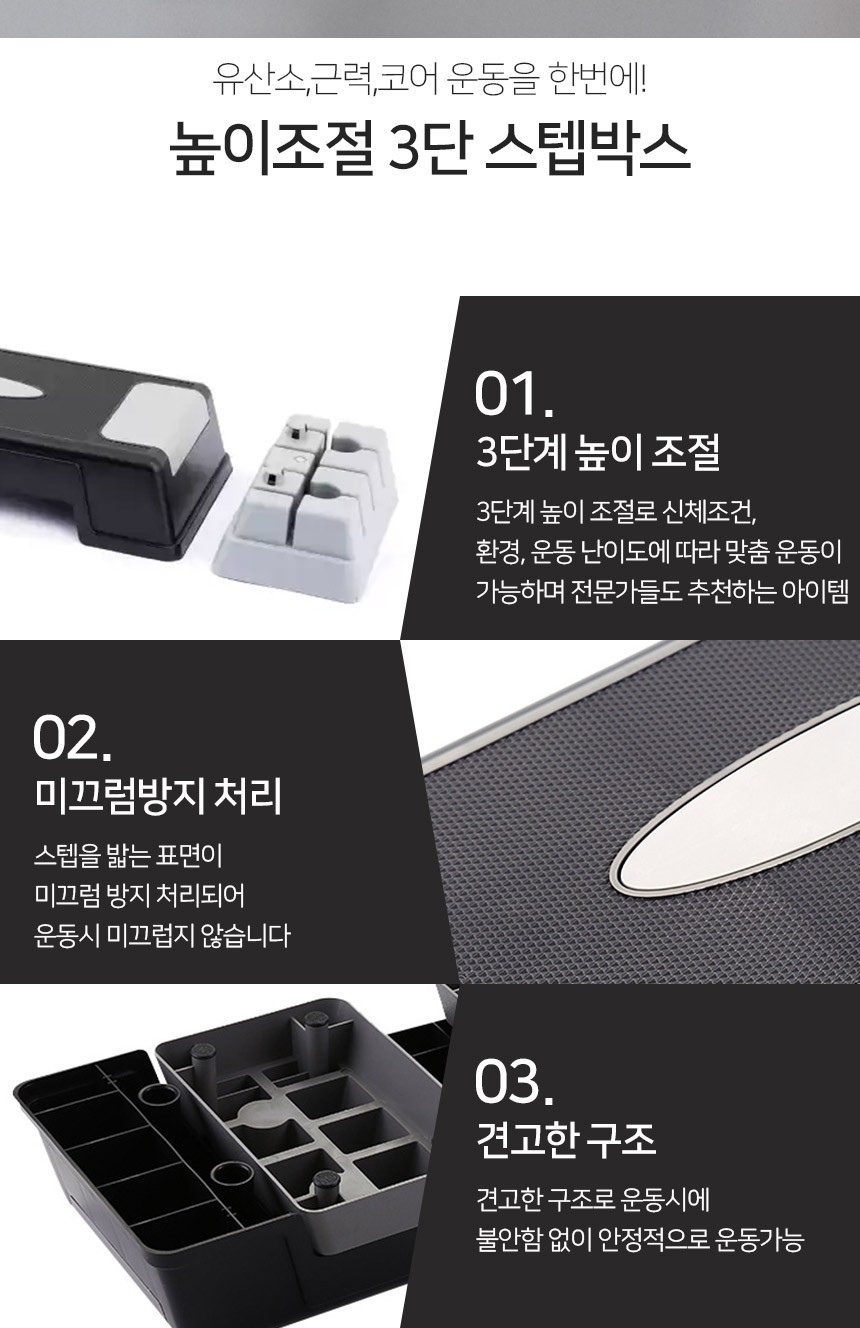 유산소,근력,코어 운동을 한번에!
높이조절 3단 스텝박스
01.
3단계 높이 조절
3단계 높이 조절로 신체조건,
환경, 운동 난이도에 따라 맞춤 운동이
가능하며 전문가들도 추천하는 아이템
02.
미끄럼방지 처리
스텝을 밟는 표면이
미끄럼 방지 처리되어
운동시 미끄럽지 않습니다
03.
견고한 구조
견고한 구조로 운동시에
불안함 없이 안정적으로 운동가능